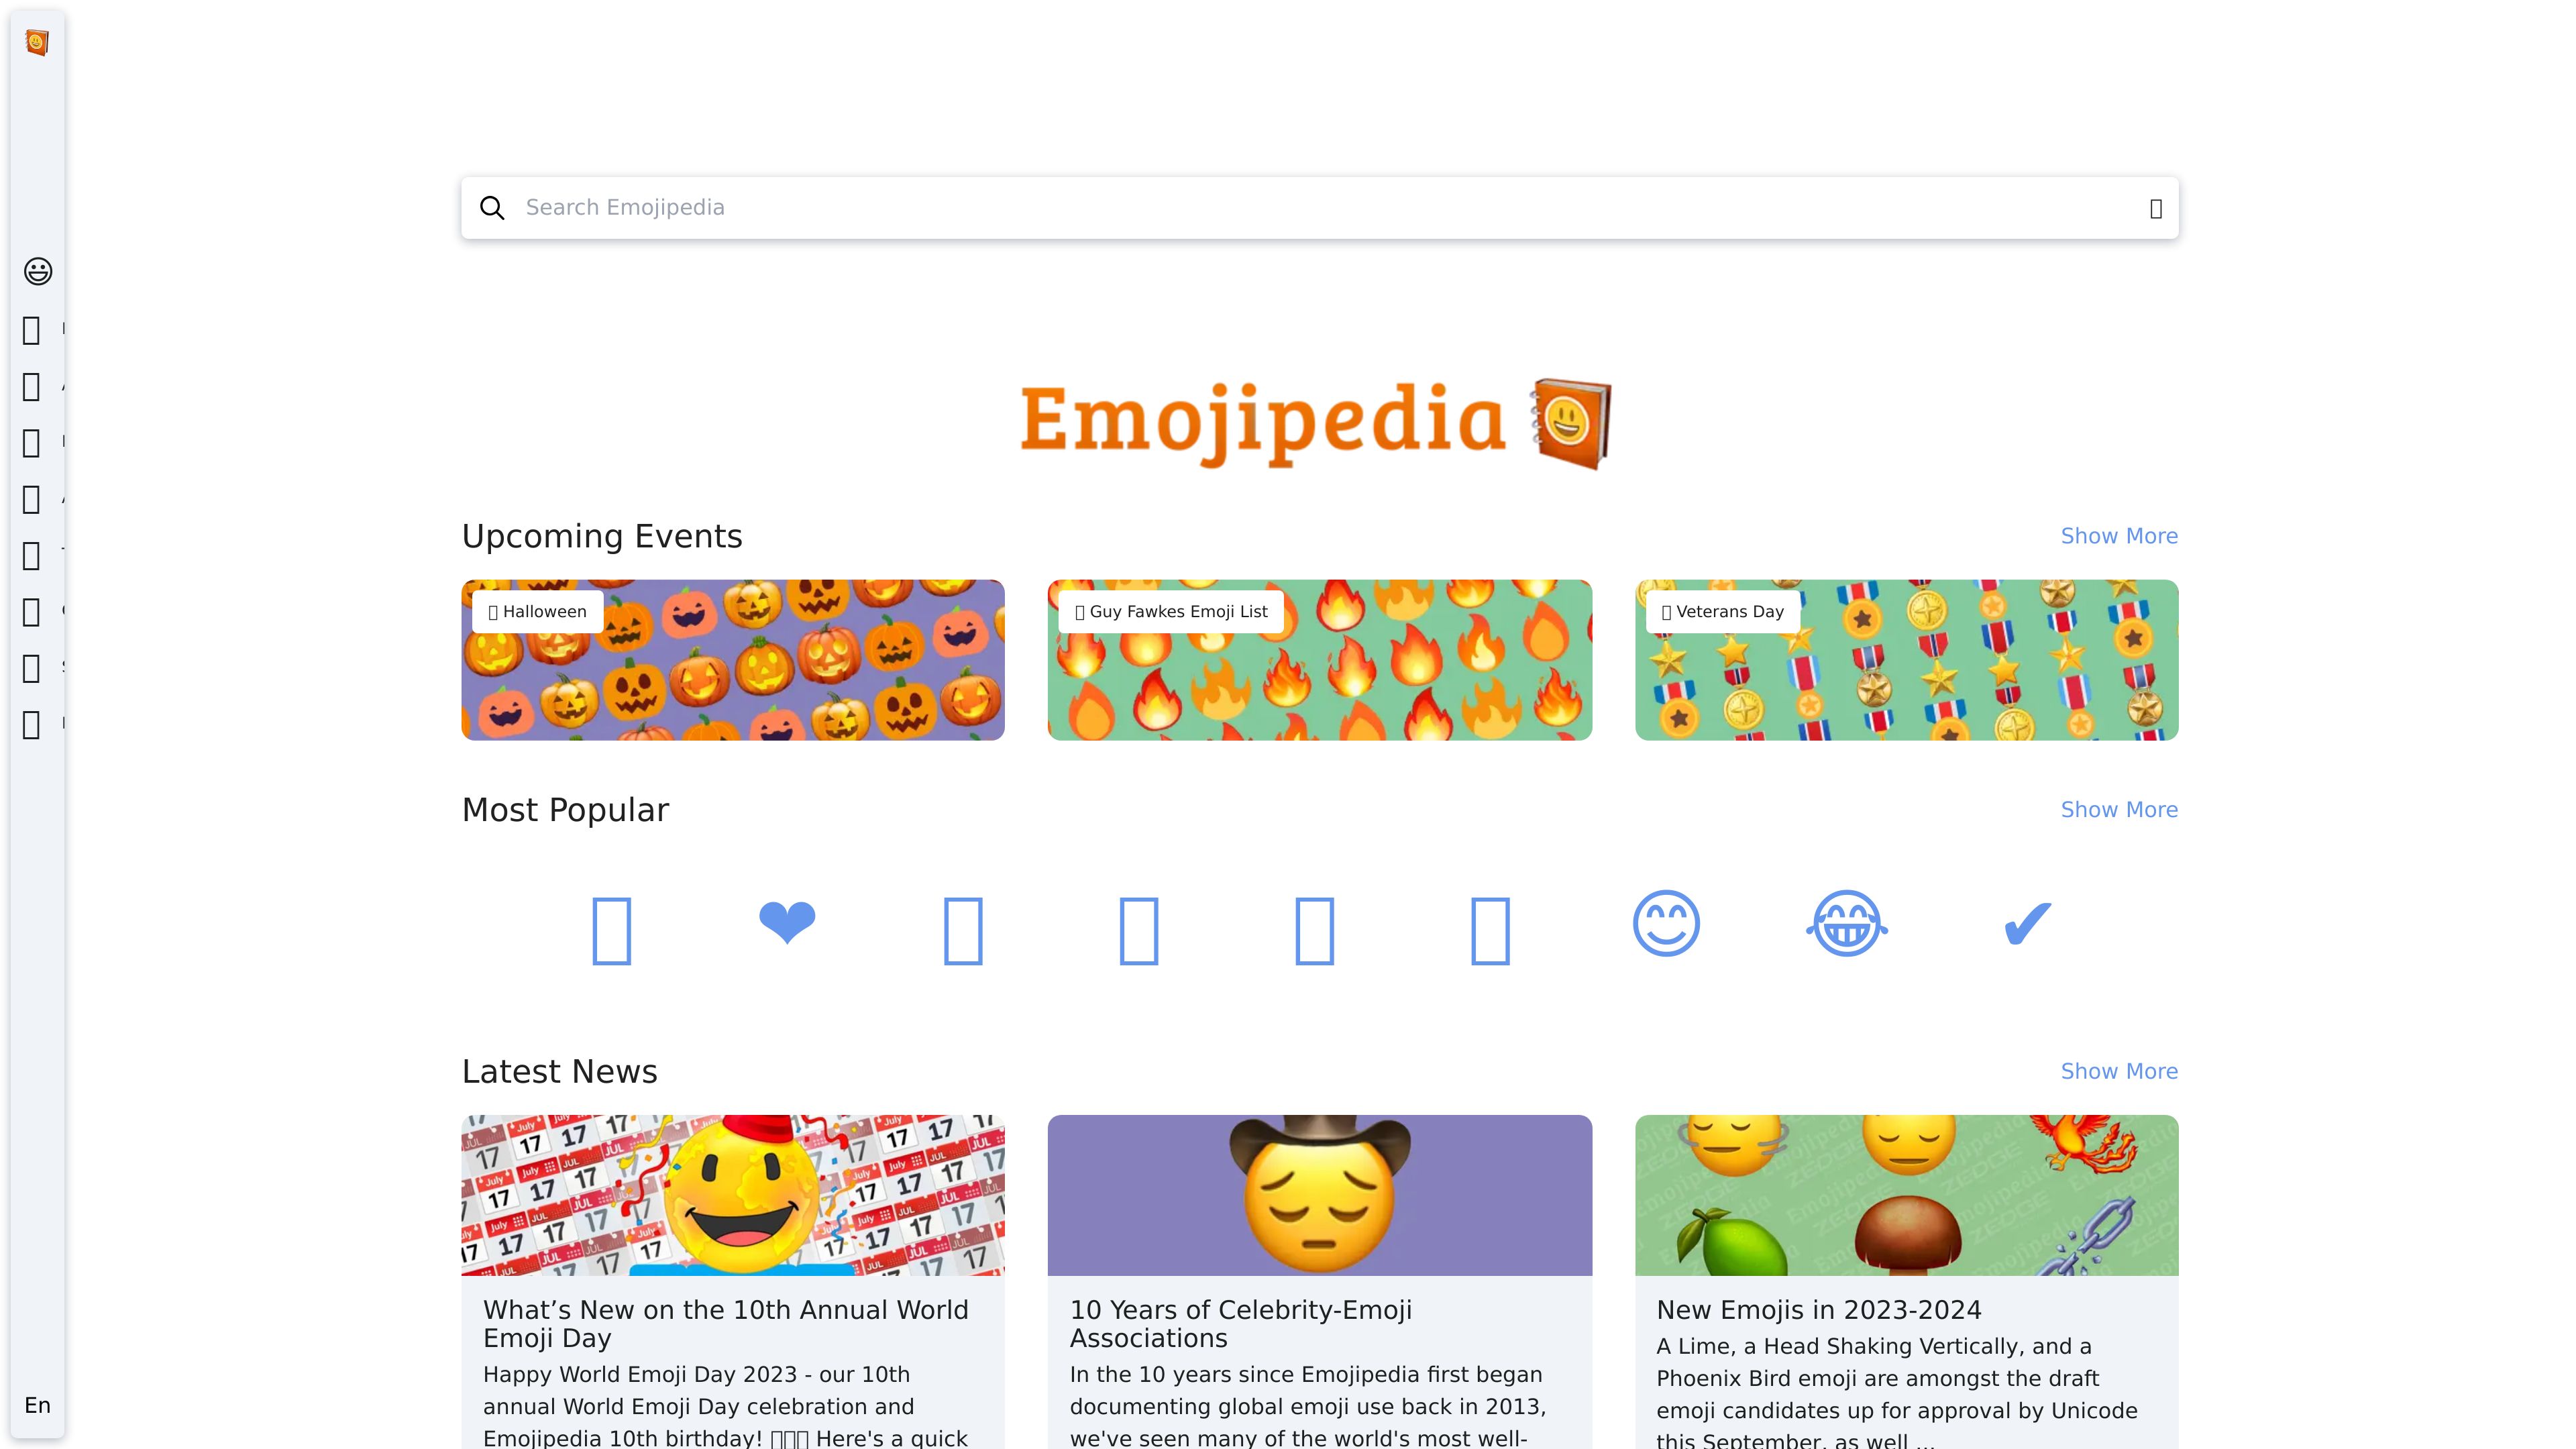 Search Emojipedia
Emojipedia
Upcoming Events
Show More
Halloween
Guy Fawkes Emoji List
Veterans Day
Most Popular
Show More
❤ 😊 😂 ✔
Latest News
Show More
What’s New on the 10th Annual World
Emoji Day
Happy World Emoji Day 2023 - our 10th
annual World Emoji Day celebration and
Emojipedia 10th birthday! Here's a quick
10 Years of Celebrity-Emoji
Associations
In the 10 years since Emojipedia first began
documenting global emoji use back in 2013,
we've seen many of the world's most well-
New Emojis in 2023-2024
A Lime, a Head Shaking Vertically, and a
Phoenix Bird emoji are amongst the draft
emoji candidates up for approval by Unicode
this September, as well ...
En